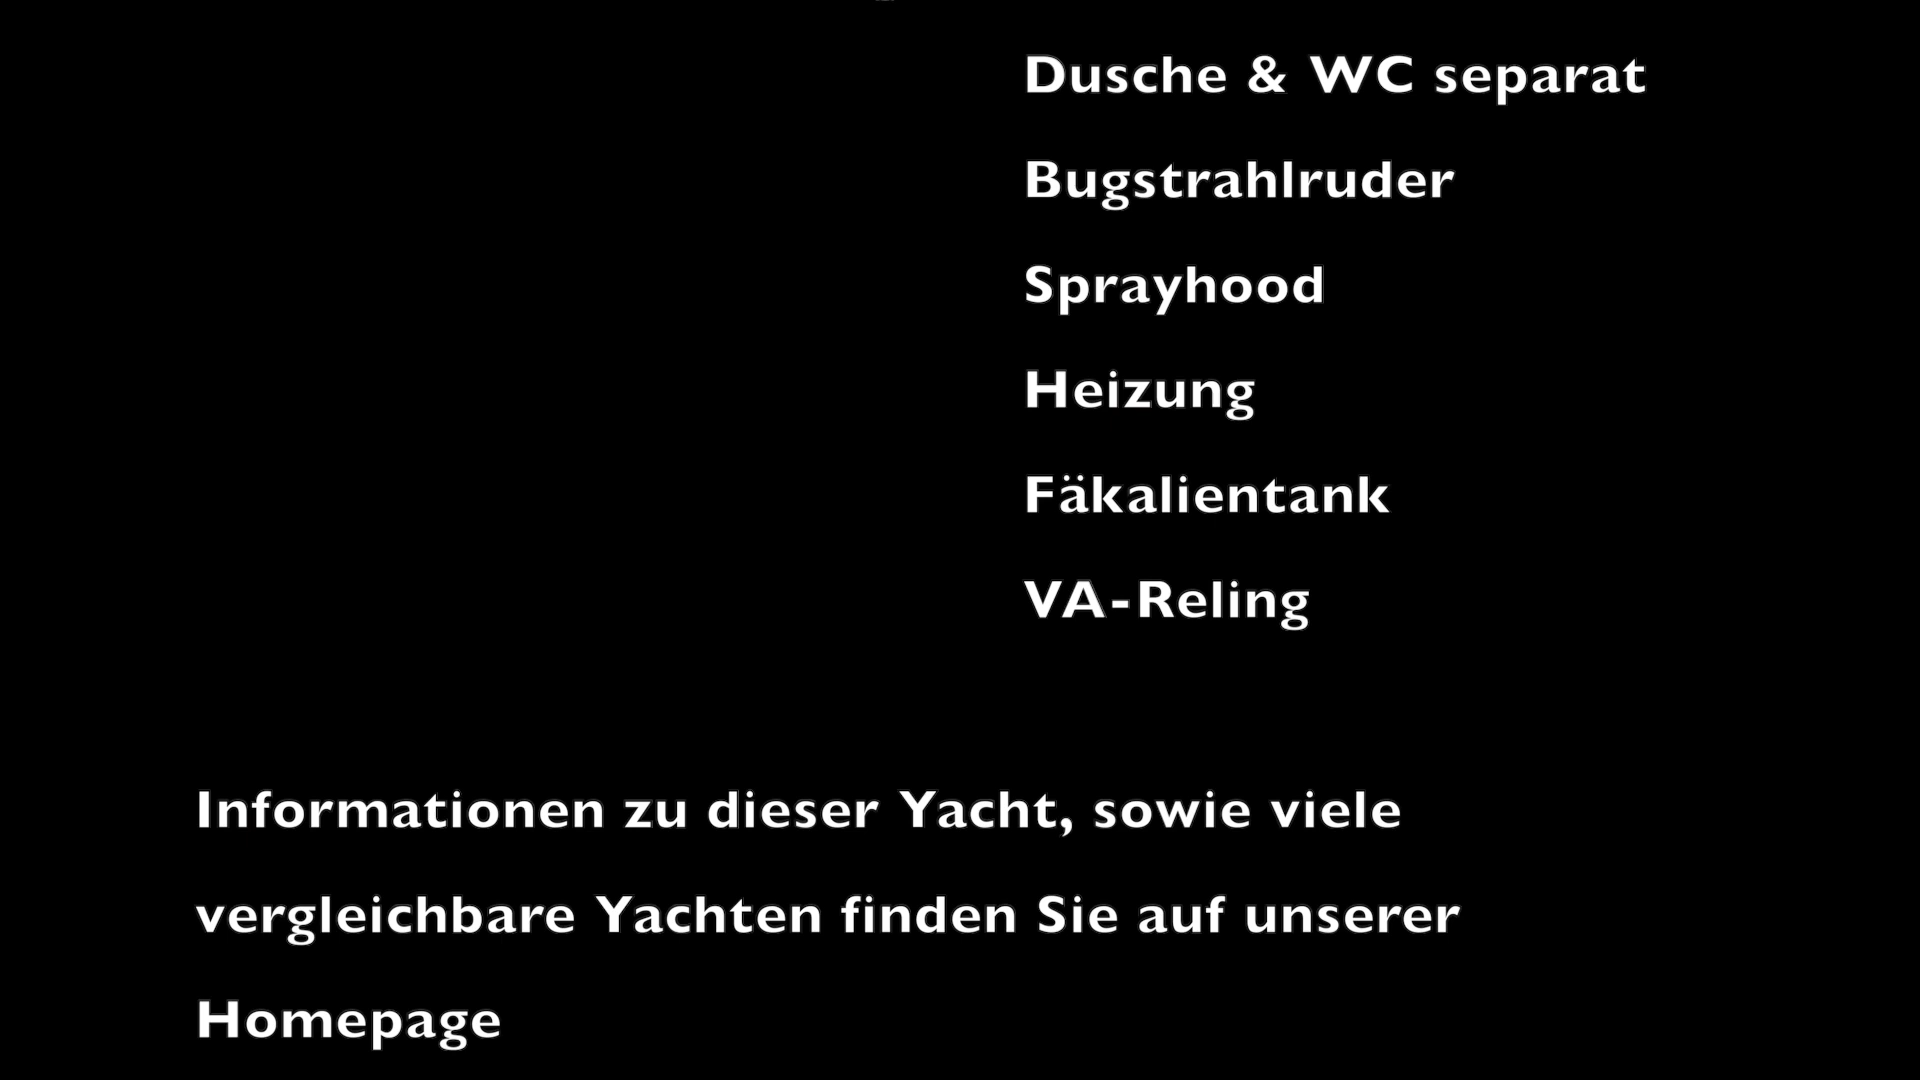 Dusche & WC separat
Bugstrahlruder
Sprayhood
Heizung
Fäkalientank
VA-Reling
Informationen zu dieser Yacht, sowie viele
vergleichbare Yachten finden Sie auf unserer
Homepage